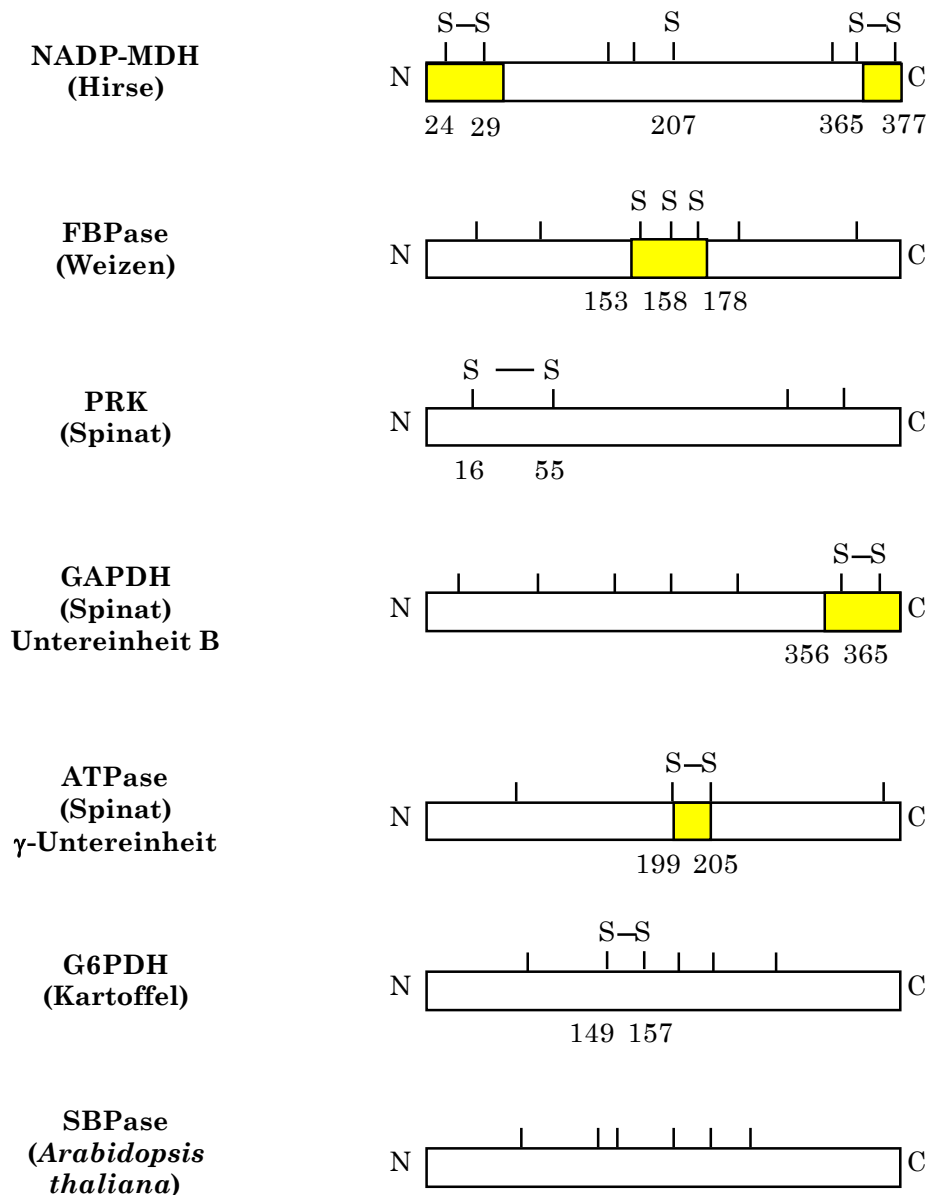 S–S S S–S
NADP-MDH
(Hirse)
N C
24 29 207 365 377
S S S
FBPase
(Weizen)
N C
153 158 178
S — S
PRK
(Spinat)
N C
16 55
S–S
GAPDH
(Spinat)
Untereinheit B
N C
356 365
S–S
ATPase
(Spinat)
γ-Untereinheit
N C
199 205
S–S
G6PDH
(Kartoffel)
N C
149 157
SBPase
(Arabidopsis
thaliana)
N C